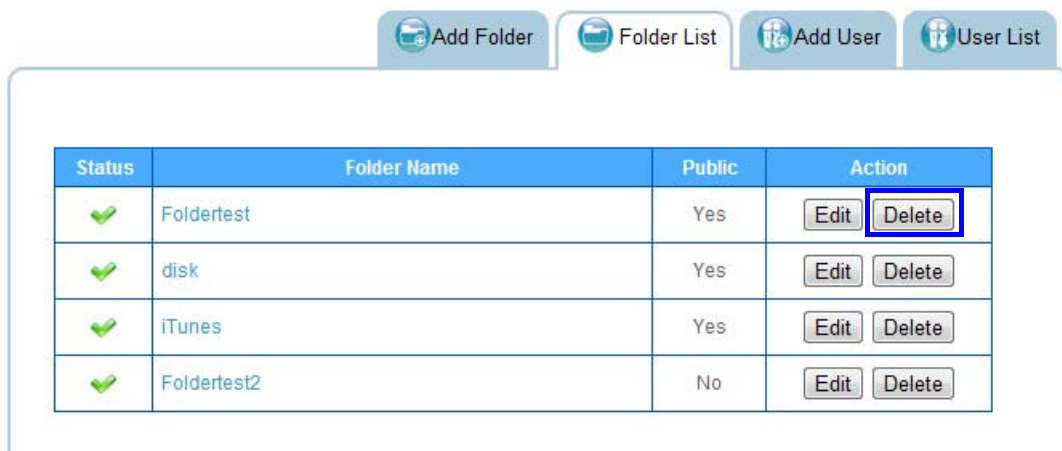 Add Folder Folder List Add User User List
Status Folder Name Public Action
Foldertest Yes Edit Delete
disk Yes Edit Delete
iTunes Yes Edit Delete
Foldertest2 No Edit Delete